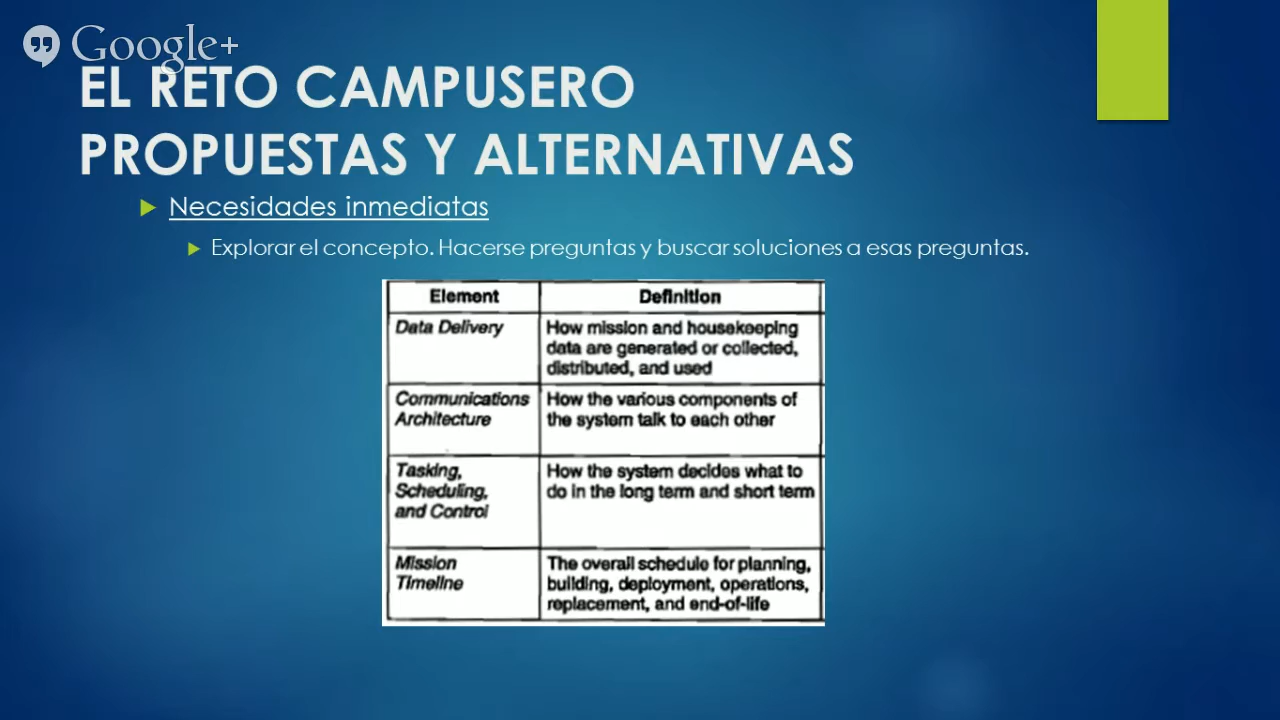 Google+
EL RETO CAMPUSERO
PROPUESTAS Y ALTERNATIVAS
Necesidades inmediatas
Explorar el concepto. Hacerse preguntas y buscar soluciones a esas preguntas.
Element Definition
Data Delivery How mission and housekeeping
data are generated or collected,
distributed, and used
Communications How the various components of
Architecture the system talk to each other
Tasking, How the system decides what to
Scheduling, do in the long term and short term
and Control
Mission The overall schedule for planning,
Timeline building, deployment, operations,
replacement, and end-of-life